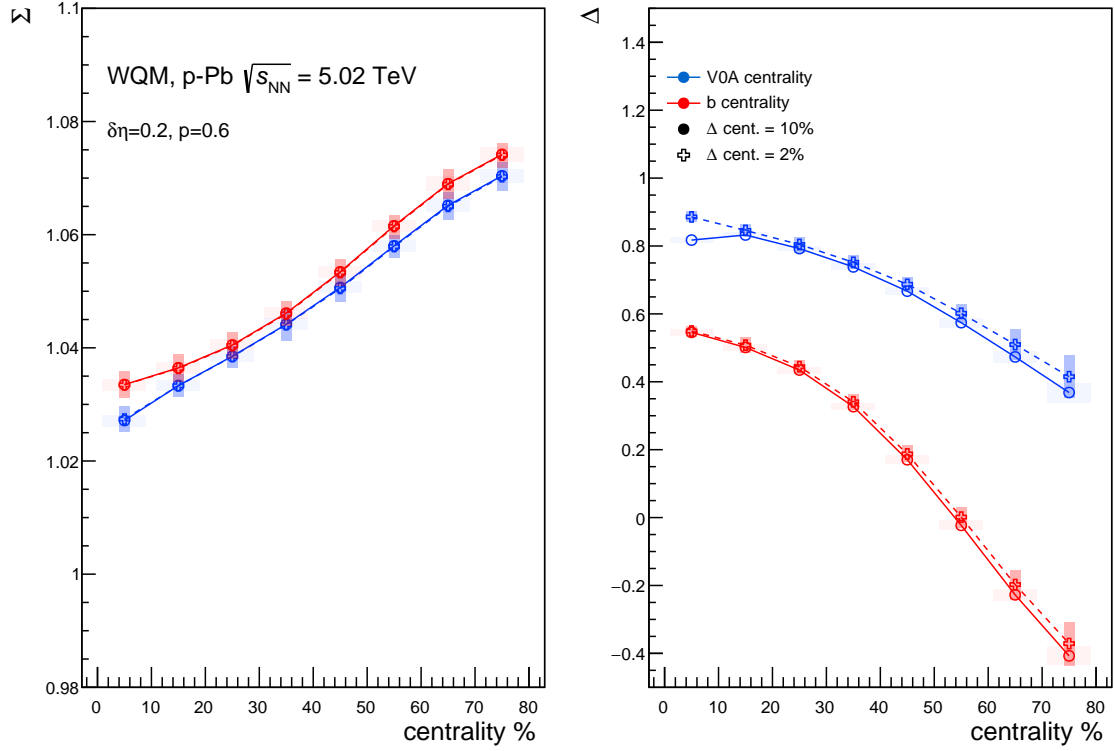 Σ
1.1
1.08
1.06
1.04
1.02
1
0.98
WQM, p-Pb √s_NN = 5.02 TeV
δη=0.2, p=0.6
0 10 20 30 40 50 60 70 80
centrality %
Δ
1.4
1.2
1
0.8
0.6
0.4
0.2
0
−0.2
−0.4
V0A centrality
b centrality
Δ cent. = 10%
Δ cent. = 2%
0 10 20 30 40 50 60 70 80
centrality %